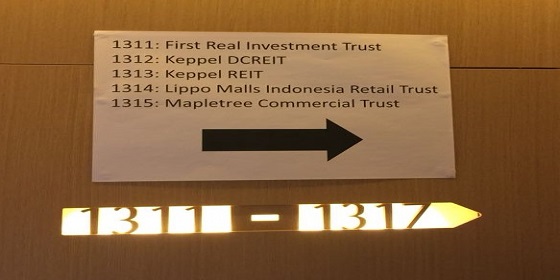 1311: First Real Investment Trust
1312: Keppel DCREIT
1313: Keppel REIT
1314: Lippo Malls Indonesia Retail Trust
1315: Mapletree Commercial Trust
1311 - 1317